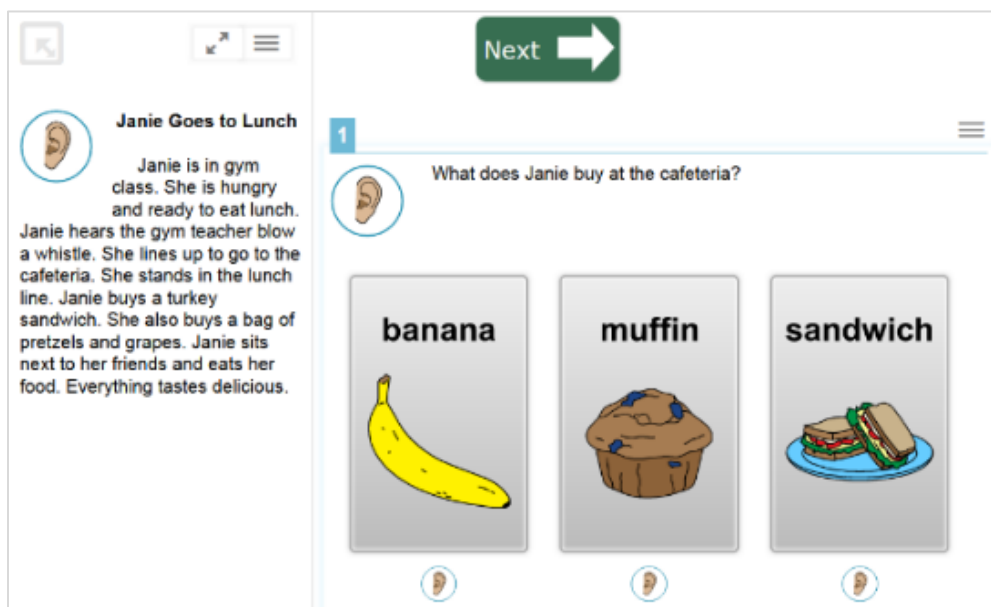 Next
Janie Goes to Lunch
Janie is in gym
class. She is hungry
and ready to eat lunch.
Janie hears the gym teacher blow
a whistle. She lines up to go to the
cafeteria. She stands in the lunch
line. Janie buys a turkey
sandwich. She also buys a bag of
pretzels and grapes. Janie sits
next to her friends and eats her
food. Everything tastes delicious.
1
What does Janie buy at the cafeteria?
banana
muffin
sandwich